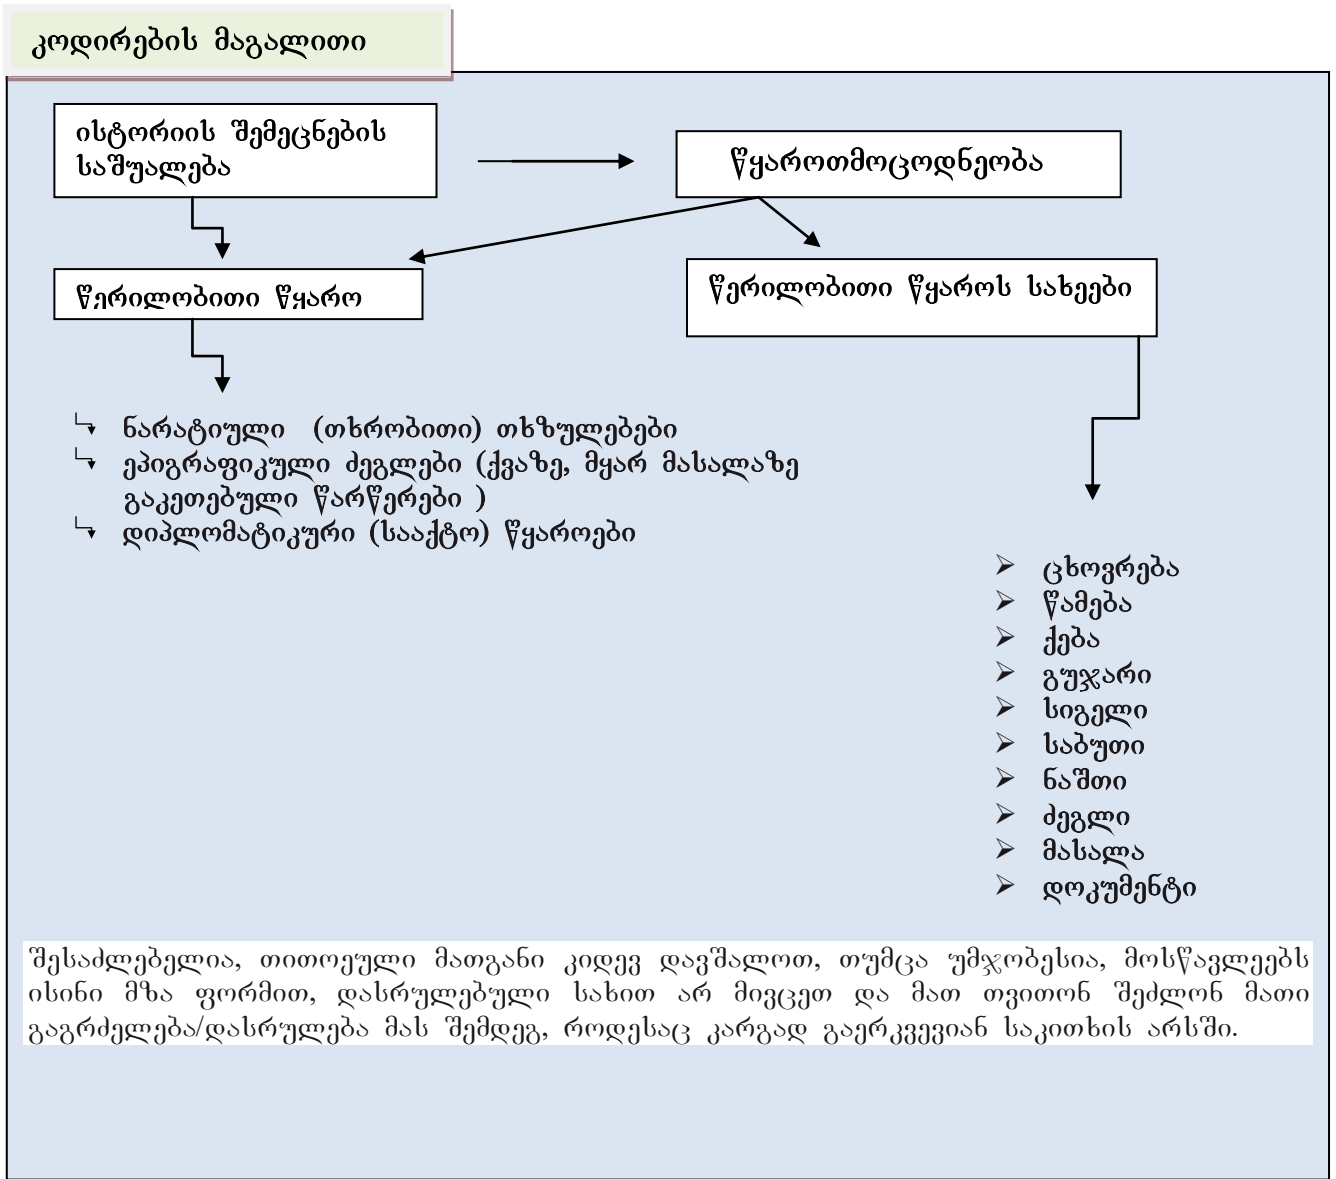 კოდირების მაგალითი
ისტორიის შემეცნების
საშუალება
წყაროთმოცოდნეობა
წერილობითი წყარო
წერილობითი წყაროს სახეები
ნარატიული (თხრობითი) თხზულებები
ეპიგრაფიკული ძეგლები (ქვაზე, მყარ მასალაზე
გაკეთებული წარწერები )
დიპლომატიკური (სააქტო) წყაროები
ცხოვრება
წამება
ქება
გუჯარი
სიგელი
საბუთი
ნაშთი
ძეგლი
მასალა
დოკუმენტი
შესაძლებელია, თითოეული მათგანი კიდევ დავშალოთ, თუმცა უმჯობესია, მოსწავლეებს
ისინი მზა ფორმით, დასრულებული სახით არ მივცეთ და მათ თვითონ შეძლონ მათი
გაგრძელება/დასრულება მას შემდეგ, როდესაც კარგად გაერკვევიან საკითხის არსში.